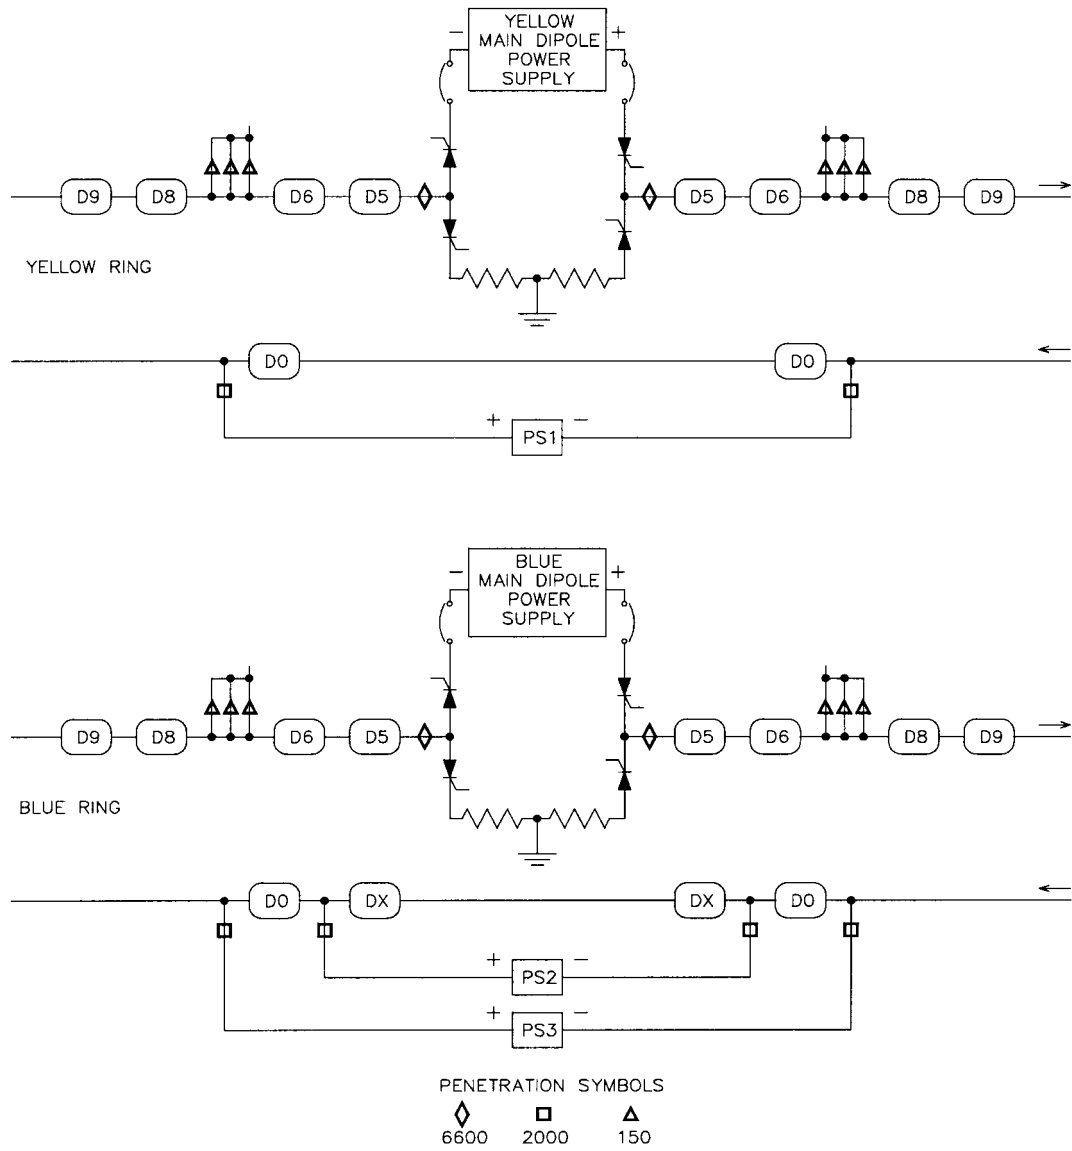 YELLOW
MAIN DIPOLE
POWER
SUPPLY
− +
D9 D8 D6 D5 D5 D6 D8 D9
YELLOW RING
D0 D0
+ PS1 −
BLUE
MAIN DIPOLE
POWER
SUPPLY
− +
D9 D8 D6 D5 D5 D6 D8 D9
BLUE RING
D0 DX DX D0
+ PS2 −
+ PS3 −
PENETRATION SYMBOLS
6600 2000 150